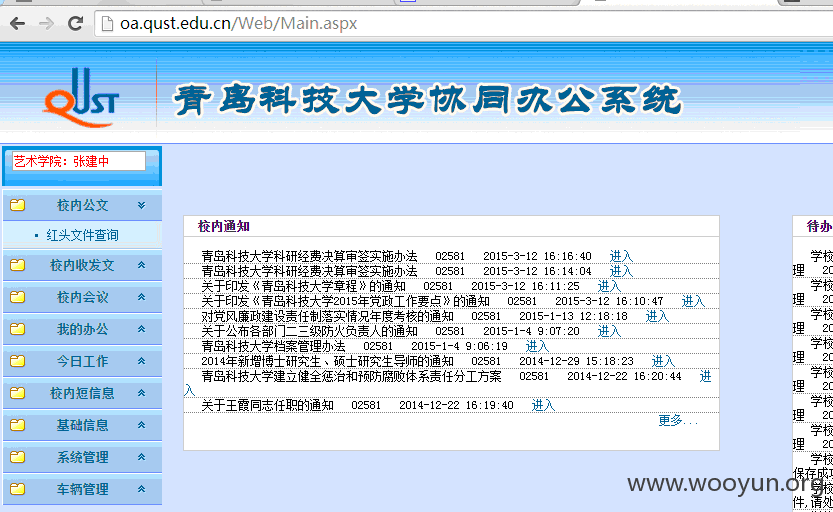 oa.qust.edu.cn/Web/Main.aspx
QUST
青岛科技大学协同办公系统
艺术学院：张建中
校内公文
红头文件查询
校内收发文
校内会议
我的办公
今日工作
校内短信息
基础信息
系统管理
车辆管理
校内通知
青岛科技大学科研经费决算审签实施办法 02581 2015-3-12 16:16:40 进入
青岛科技大学科研经费决算审签实施办法 02581 2015-3-12 16:14:04 进入
关于印发《青岛科技大学章程》的通知 02581 2015-3-12 16:11:25 进入
关于印发《青岛科技大学2015年党政工作要点》的通知 02581 2015-3-12 16:10:47 进入
对党风廉政建设责任制落实情况年度考核的通知 02581 2015-1-13 12:18:18 进入
关于公布各部门二三级防火负责人的通知 02581 2015-1-4 9:07:20 进入
青岛科技大学档案管理办法 02581 2015-1-4 9:06:19 进入
2014年新增博士研究生、硕士研究生导师的通知 02581 2014-12-29 15:18:23 进入
青岛科技大学建立健全惩治和预防腐败体系责任分工方案 02581 2014-12-22 16:20:44 进
入
关于王霞同志任职的通知 02581 2014-12-22 16:19:40 进入
更多...
待办
学校
理 20
学校
理 20
学校
理 20
学校
理 20
学校
理 20
学校
理 20
学校
理 20
学校
保存成功
学校
件,请处
www.wooyun.org